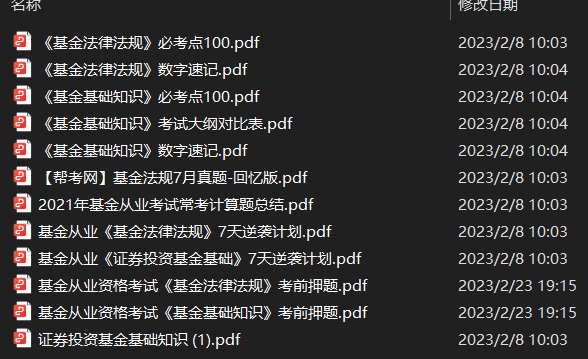 名称 修改日期
《基金法律法规》必考点100.pdf 2023/2/8 10:03
《基金法律法规》数字速记.pdf 2023/2/8 10:04
《基金基础知识》必考点100.pdf 2023/2/8 10:04
《基金基础知识》考试大纲对比表.pdf 2023/2/8 10:04
《基金基础知识》数字速记.pdf 2023/2/8 10:04
【帮考网】基金法规7月真题-回忆版.pdf 2023/2/8 10:03
2021年基金从业考试常考计算题总结.pdf 2023/2/8 10:04
基金从业《基金法律法规》7天逆袭计划.pdf 2023/2/8 10:03
基金从业《证券投资基金基础》7天逆袭计划.pdf 2023/2/8 10:03
基金从业资格考试《基金法律法规》考前押题.pdf 2023/2/23 19:15
基金从业资格考试《基金基础知识》考前押题.pdf 2023/2/23 19:15
证券投资基金基础知识 (1).pdf 2023/2/8 10:03